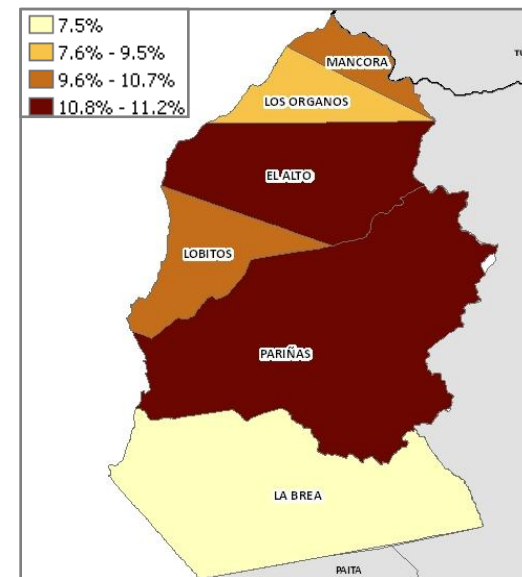 7.5%
7.6% - 9.5%
9.6% - 10.7%
10.8% - 11.2%
MANCORA
TU
LOS ORGANOS
EL ALTO
LOBITOS
PARIÑAS
LA BREA
PAITA